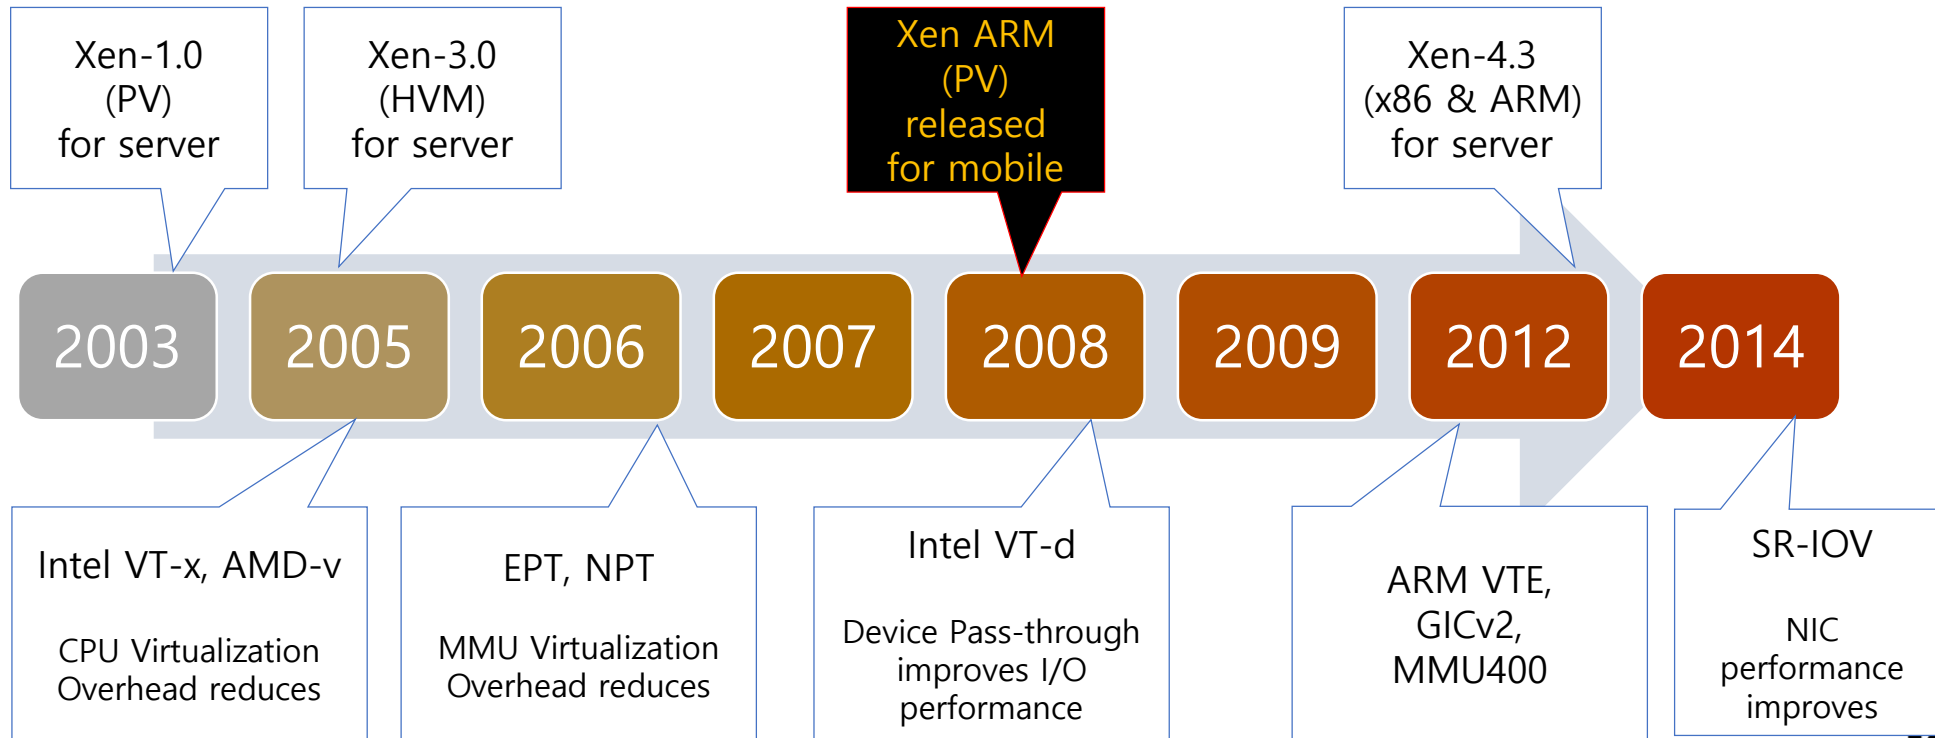 Xen-1.0
(PV)
for server
Xen-3.0
(HVM)
for server
Xen ARM
(PV)
released
for mobile
Xen-4.3
(x86 & ARM)
for server
2003
2005
2006
2007
2008
2009
2012
2014
Intel VT-x, AMD-v
CPU Virtualization
Overhead reduces
EPT, NPT
MMU Virtualization
Overhead reduces
Intel VT-d
Device Pass-through
improves I/O
performance
ARM VTE,
GICv2,
MMU400
SR-IOV
NIC
performance
improves